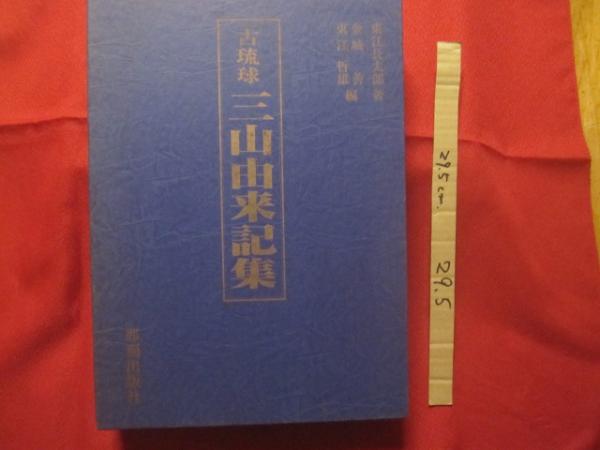 東江長太郎 著
金城 善
東江 哲雄 編
古琉球 三山由来記集
那覇出版社
29.5cm.
29.5